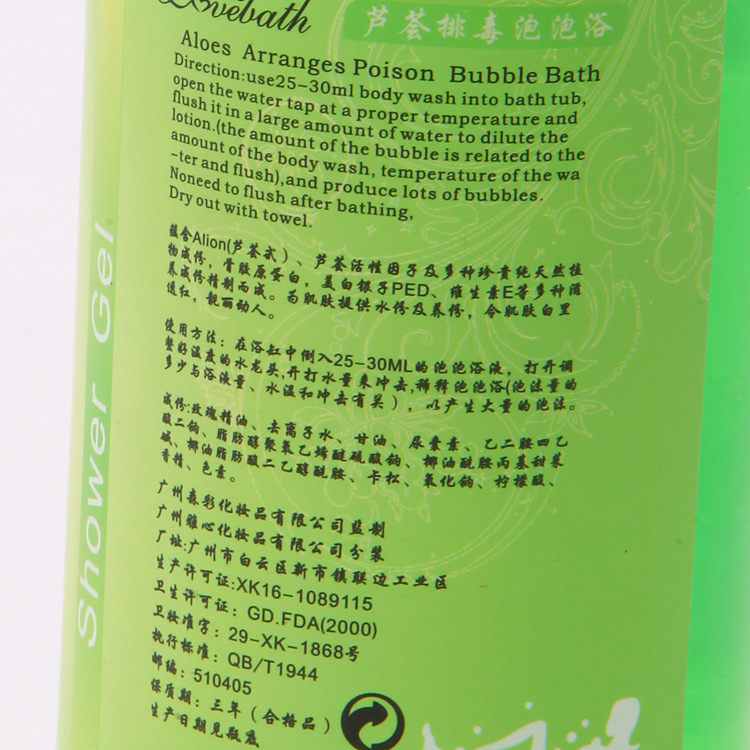 Lovebath
芦荟排毒泡泡浴
Aloes Arranges Poison Bubble Bath
Direction:use25-30ml body wash into bath tub,
open the water tap at a proper temperature and
flush it in a large amount of water to dilute the
lotion.(the amount of the bubble is related to the
amount of the body wash, temperature of the wa
-ter and flush),and produce lots of bubbles.
Noneed to flush after bathing,
Dry out with towel.
蕴含Alion(芦荟甙)、芦荟活性因子及多种珍贵纯天然植
物成份,骨胶原蛋白,美白银子PED、维生素E等多种滋
养成份精制而成。为肌肤提供水份及养份,令肌肤白里
透红,靓丽动人。
使用方法:在浴缸中倒入25-30ML的泡泡浴液,打开调
整好温度的水龙头,开打水量来冲击,稀释泡泡浴(泡沫量的
多少与浴液量、水温和冲击有关),以产生大量的泡沫。
成份:玫瑰精油、去离子水、甘油、尿囊素、乙二胺四乙
酸二钠、脂肪醇聚氧乙烯醚硫酸钠、椰油酰胺丙基甜菜
碱、椰油脂肪酸二乙醇酰胺、卡松、氧化钠、柠檬酸、
香精、色素。
广州森彩化妆品有限公司监制
广州雅心化妆品有限公司分装
厂址:广州市白云区新市镇联边工业区
生产许可证:XK16-1089115
卫生许可证:GD.FDA(2000)
卫妆准字:29-XK-1868号
执行标准:QB/T1944
邮编:510405
保质期:三年(合格品)
生产日期见瓶底
Shower Gel